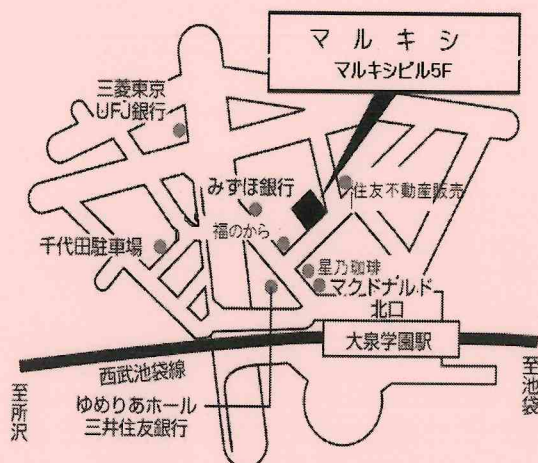 マルキシ
マルキシビル5F
三菱東京
UFJ銀行
みずほ銀行
住友不動産販売
福のから
千代田駐車場
星乃珈琲
マクドナルド
北口
大泉学園駅
西武池袋線
至所沢
至池袋
ゆめりあホール
三井住友銀行